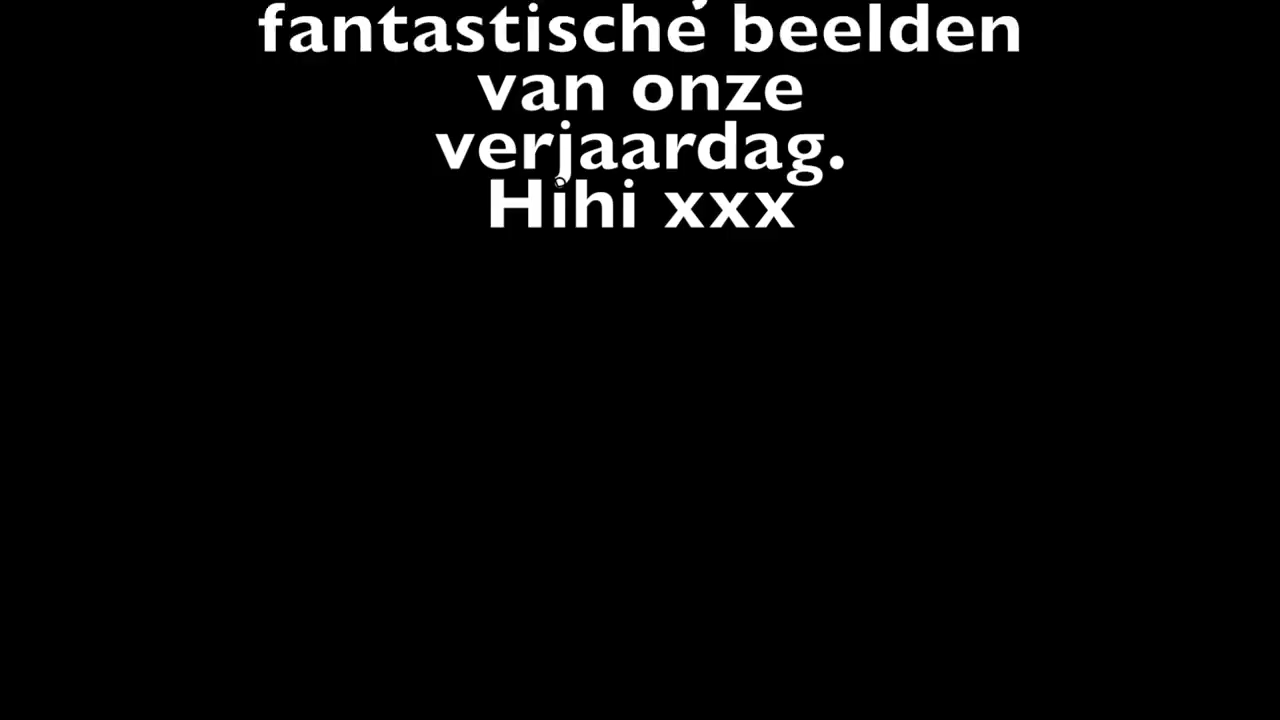 fantastische beelden
van onze
verjaardag.
Hihi xxx